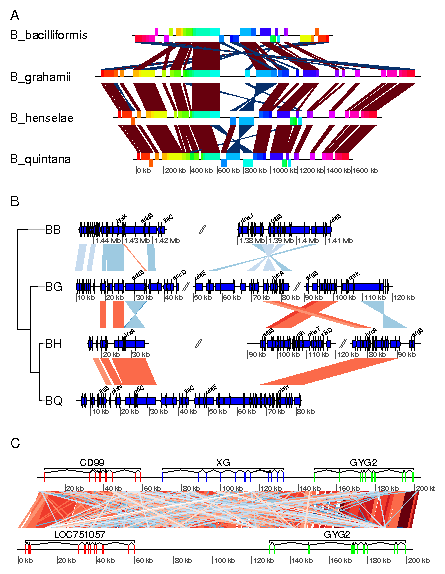 A
B_bacilliformis
B_grahamii
B_henselae
B_quintana
0 kb 200 kb 400 kb 600 kb 800 kb 1000 kb 1200 kb 1400 kb 1600 kb
B
BB
//
1.44 Mb 1.43 Mb 1.42 Mb 1.38 Mb 1.39 Mb 1.4 Mb 1.41 Mb
BG
// //
10 kb 20 kb 30 kb 40 kb 50 kb 60 kb 70 kb 80 kb 90 kb 100 kb 110 kb 120 kb
BH
// //
20 kb 30 kb 90 kb 100 kb 110 kb 120 kb 80 kb 90 kb
BQ
10 kb 20 kb 30 kb 40 kb 50 kb 60 kb 70 kb 80 kb
C
CD99 XG GYG2
20 kb 40 kb 60 kb 80 kb 100 kb 120 kb 140 kb 160 kb 180 kb 200 kb
LOC751057 GYG2
0 kb 20 kb 40 kb 60 kb 80 kb 100 kb 120 kb 140 kb 160 kb 180 kb 200 kb